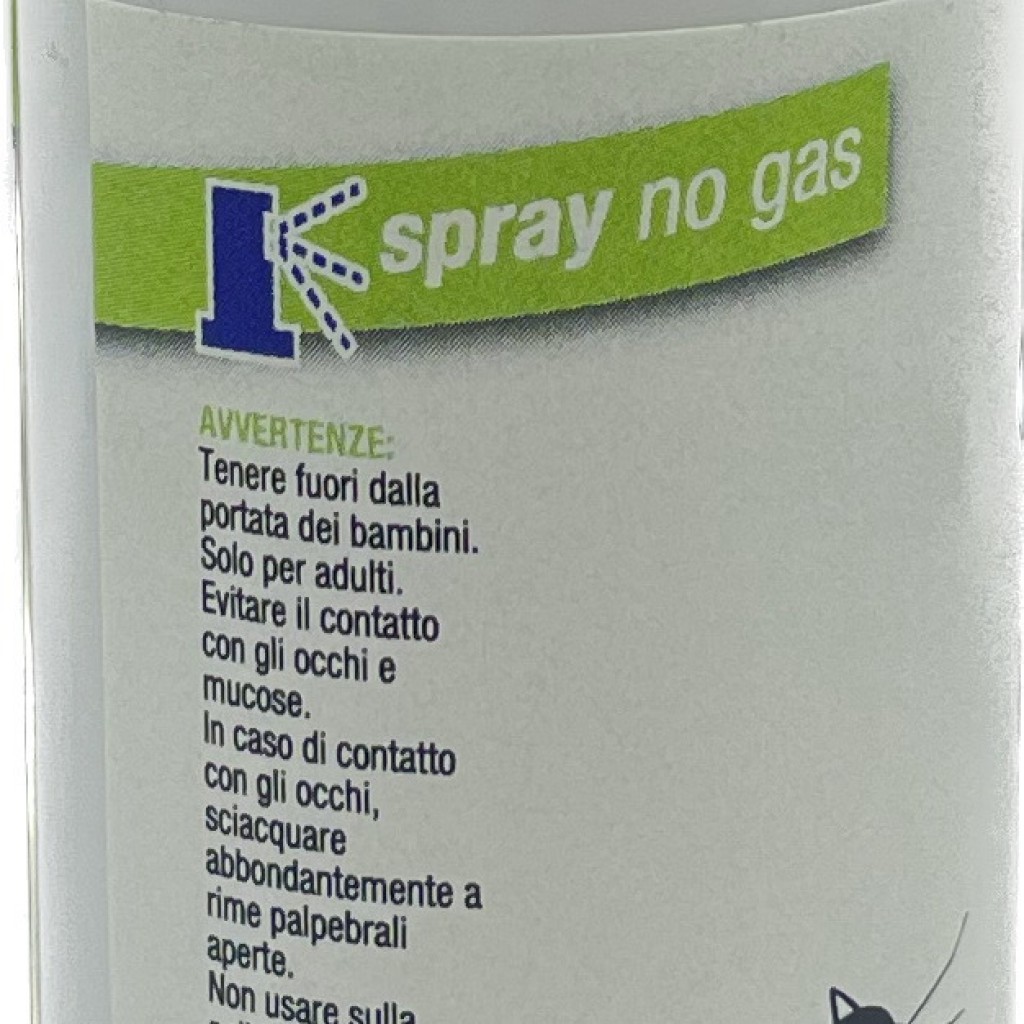 spray no gas
AVVERTENZE:
Tenere fuori dalla
portata dei bambini.
Solo per adulti.
Evitare il contatto
con gli occhi e
mucose.
In caso di contatto
con gli occhi,
sciacquare
abbondantemente a
rime palpebrali
aperte.
Non usare sulla